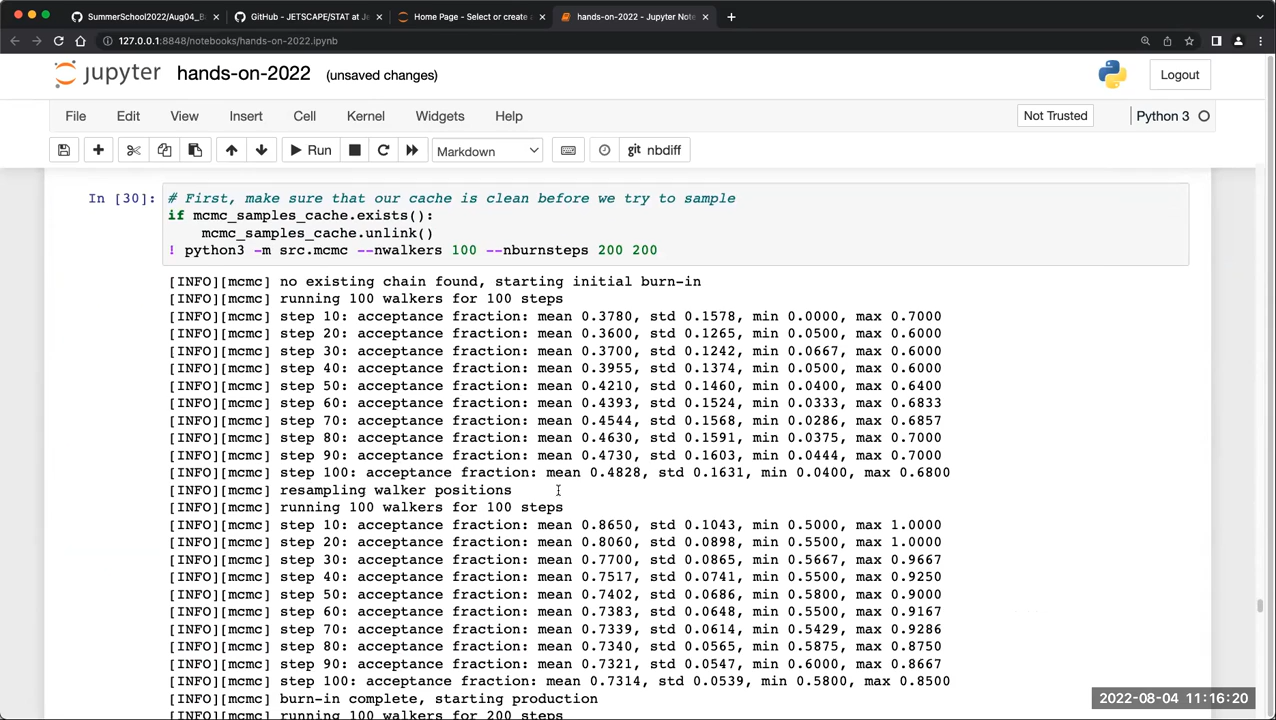 SummerSchool2022/Aug04_Ba
GitHub - JETSCAPE/STAT at Je
Home Page - Select or create a
hands-on-2022 - Jupyter Note
127.0.0.1:8848/notebooks/hands-on-2022.ipynb
jupyter hands-on-2022 (unsaved changes)
Logout
File Edit View Insert Cell Kernel Widgets Help
Not Trusted
Python 3
Run
Markdown
git nbdiff
In [30]: # First, make sure that our cache is clean before we try to sample
if mcmc_samples_cache.exists():
    mcmc_samples_cache.unlink()
! python3 -m src.mcmc --nwalkers 100 --nburnsteps 200 200
[INFO][mcmc] no existing chain found, starting initial burn-in
[INFO][mcmc] running 100 walkers for 100 steps
[INFO][mcmc] step 10: acceptance fraction: mean 0.3780, std 0.1578, min 0.0000, max 0.7000
[INFO][mcmc] step 20: acceptance fraction: mean 0.3600, std 0.1265, min 0.0500, max 0.6000
[INFO][mcmc] step 30: acceptance fraction: mean 0.3700, std 0.1242, min 0.0667, max 0.6000
[INFO][mcmc] step 40: acceptance fraction: mean 0.3955, std 0.1374, min 0.0500, max 0.6000
[INFO][mcmc] step 50: acceptance fraction: mean 0.4210, std 0.1460, min 0.0400, max 0.6400
[INFO][mcmc] step 60: acceptance fraction: mean 0.4393, std 0.1524, min 0.0333, max 0.6833
[INFO][mcmc] step 70: acceptance fraction: mean 0.4544, std 0.1568, min 0.0286, max 0.6857
[INFO][mcmc] step 80: acceptance fraction: mean 0.4630, std 0.1591, min 0.0375, max 0.7000
[INFO][mcmc] step 90: acceptance fraction: mean 0.4730, std 0.1603, min 0.0444, max 0.7000
[INFO][mcmc] step 100: acceptance fraction: mean 0.4828, std 0.1631, min 0.0400, max 0.6800
[INFO][mcmc] resampling walker positions
[INFO][mcmc] running 100 walkers for 100 steps
[INFO][mcmc] step 10: acceptance fraction: mean 0.8650, std 0.1043, min 0.5000, max 1.0000
[INFO][mcmc] step 20: acceptance fraction: mean 0.8060, std 0.0898, min 0.5500, max 1.0000
[INFO][mcmc] step 30: acceptance fraction: mean 0.7700, std 0.0865, min 0.5667, max 0.9667
[INFO][mcmc] step 40: acceptance fraction: mean 0.7517, std 0.0741, min 0.5500, max 0.9250
[INFO][mcmc] step 50: acceptance fraction: mean 0.7402, std 0.0686, min 0.5800, max 0.9000
[INFO][mcmc] step 60: acceptance fraction: mean 0.7383, std 0.0648, min 0.5500, max 0.9167
[INFO][mcmc] step 70: acceptance fraction: mean 0.7339, std 0.0614, min 0.5429, max 0.9286
[INFO][mcmc] step 80: acceptance fraction: mean 0.7340, std 0.0565, min 0.5875, max 0.8750
[INFO][mcmc] step 90: acceptance fraction: mean 0.7321, std 0.0547, min 0.6000, max 0.8667
[INFO][mcmc] step 100: acceptance fraction: mean 0.7314, std 0.0539, min 0.5800, max 0.8500
[INFO][mcmc] burn-in complete, starting production
[INFO][mcmc] running 100 walkers for 200 steps
2022-08-04 11:16:20